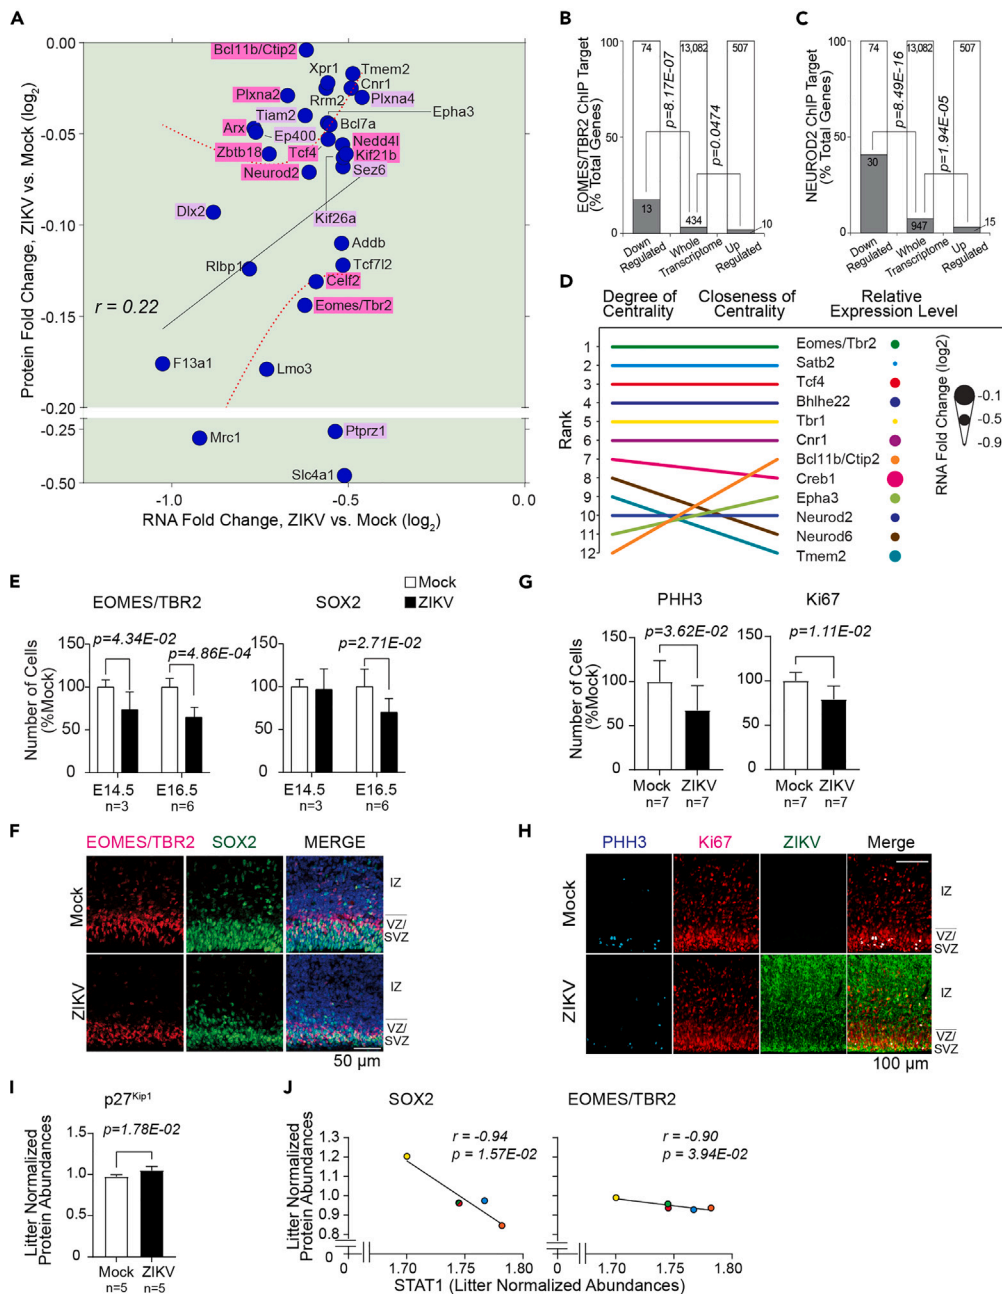 A
Protein Fold Change, ZIKV vs. Mock (log2)
0.00
-0.05
-0.10
-0.15
-0.20
-0.25
-0.50
Bcl11b/Ctip2
Xpr1
Tmem2
Cnr1
Plxna2
Rrm2
Plxna4
Tiam2
Epha3
Arx
Bcl7a
Ep400
Nedd4l
Zbtb18
Tcf4
Kif21b
Neurod2
Sez6
Dlx2
Kif26a
Addb
Rlbp1
Tcf7l2
Celf2
r = 0.22
Eomes/Tbr2
F13a1
Lmo3
Mrc1
Ptprz1
Slc4a1
-1.0
-0.5
0.0
RNA Fold Change, ZIKV vs. Mock (log2)
B
EOMES/TBR2 ChIP Target
(% Total Genes)
100
50
0
74
13,082
507
p=8.17E-07
p=0.0474
13
434
10
Down Regulated
Whole Transcriptome
Up Regulated
C
NEUROD2 ChIP Target
(% Total Genes)
100
50
0
74
13,082
507
p=8.49E-16
p=1.94E-05
30
947
15
Down Regulated
Whole Transcriptome
Up Regulated
D
Degree of Centrality
Closeness of Centrality
Relative Expression Level
Rank
1
2
3
4
5
6
7
8
9
10
11
12
Eomes/Tbr2
Satb2
Tcf4
Bhlhe22
Tbr1
Cnr1
Bcl11b/Ctip2
Creb1
Epha3
Neurod2
Neurod6
Tmem2
RNA Fold Change (log2)
-0.1
-0.5
-0.9
E
Mock
ZIKV
EOMES/TBR2
SOX2
Number of Cells
(%Mock)
150
100
50
0
p=4.34E-02
p=4.86E-04
E14.5
E16.5
n=3
n=6
150
100
50
0
p=2.71E-02
E14.5
E16.5
n=3
n=6
G
PHH3
Ki67
Number of Cells
(%Mock)
150
100
50
0
p=3.62E-02
Mock
ZIKV
n=7
n=7
150
100
50
0
p=1.11E-02
Mock
ZIKV
n=7
n=7
F
EOMES/TBR2
SOX2
MERGE
Mock
IZ
VZ/
SVZ
ZIKV
IZ
VZ/
SVZ
50 µm
H
PHH3
Ki67
ZIKV
Merge
Mock
IZ
VZ/
SVZ
ZIKV
IZ
VZ/
SVZ
100 µm
I
p27Kip1
Litter Normalized
Protein Abundances
p=1.78E-02
1.5
1.0
0.5
0
Mock
ZIKV
n=5
n=5
J
SOX2
EOMES/TBR2
Litter Normalized
Protein Abundances
1.3
1.2
1.1
1.0
0.9
0.8
0
r = -0.94
p = 1.57E-02
r = -0.90
p = 3.94E-02
0
1.70
1.75
1.80
0
1.70
1.75
1.80
STAT1 (Litter Normalized Abundances)